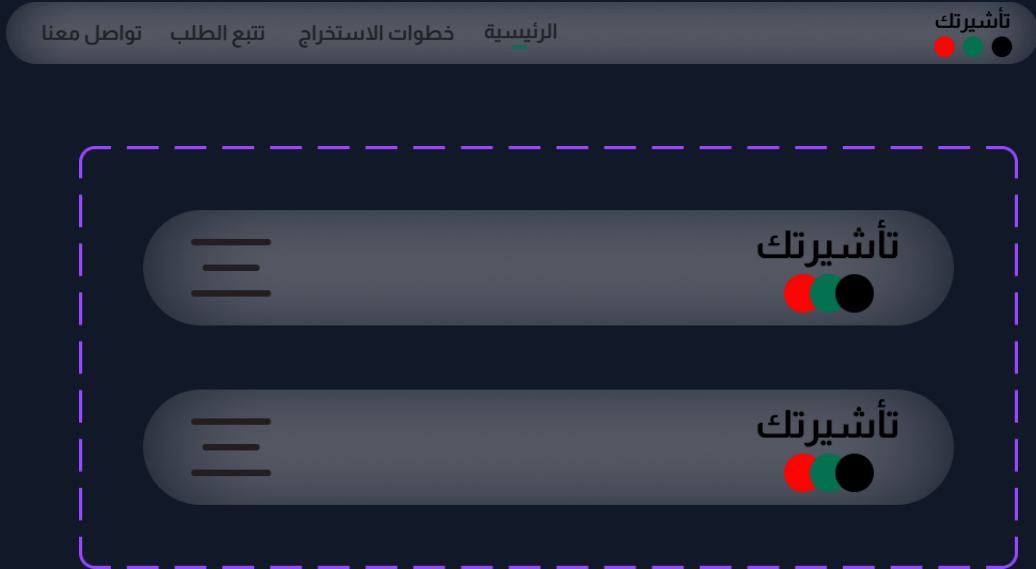 تأشيرتك
الرئيسية خطوات الاستخراج تتبع الطلب تواصل معنا
تأشيرتك
تأشيرتك